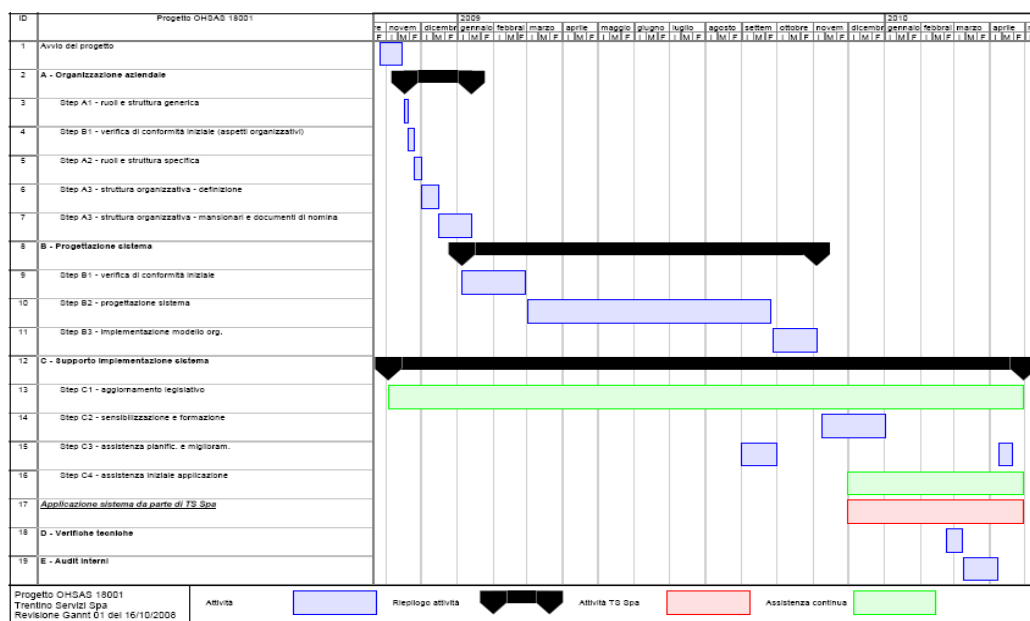 ID Progetto OHSAS 18001
2009 2010
re novem dicembr gennaio febbrai marzo aprile maggio giugno luglio agosto settem ottobre novem dicembr gennaio febbrai marzo aprile
F I M F I M F I M F I M F I M F I M F I M F I M F I M F I M F I M F I M F I M F I M F I M F I M F I M F I M F
1 Avvio del progetto
2 A - Organizzazione aziendale
3 Step A1 - ruoli e struttura generica
4 Step B1 - verifica di conformità iniziale (aspetti organizzativi)
5 Step A2 - ruoli e struttura specifica
6 Step A3 - struttura organizzativa - definizione
7 Step A3 - struttura organizzativa - mansionari e documenti di nomina
8 B - Progettazione sistema
9 Step B1 - verifica di conformità iniziale
10 Step B2 - progettazione sistema
11 Step B3 - implementazione modello org.
12 C - Supporto implementazione sistema
13 Step C1 - aggiornamento legislativo
14 Step C2 - sensibilizzazione e formazione
15 Step C3 - assistenza planific. e miglioram.
16 Step C4 - assistenza iniziale applicazione
17 Applicazione sistema da parte di TS Spa
18 D - Verifiche tecniche
19 E - Audit interni
Progetto OHSAS 18001
Trentino Servizi Spa
Revisione Gannt 01 del 16/10/2008
Attività Riepilogo attività Attività TS Spa Assistenza continua